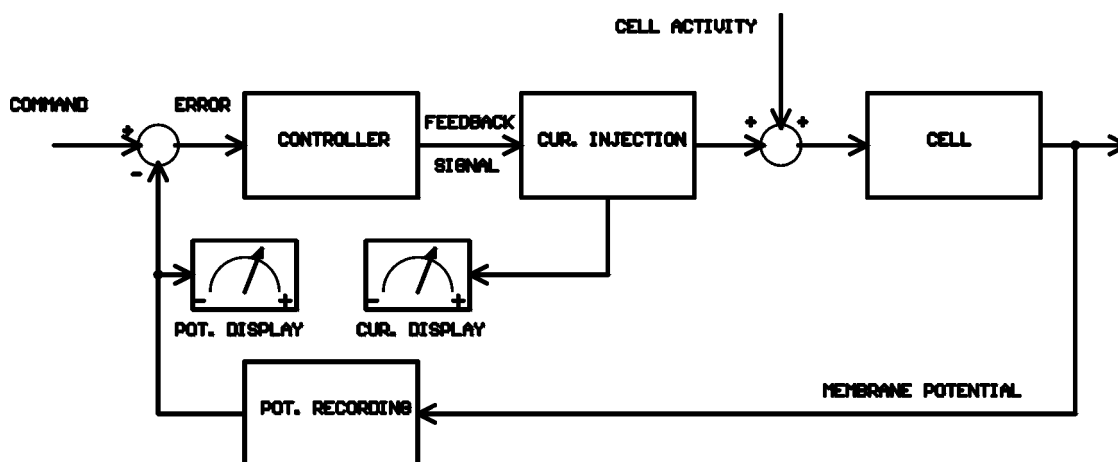 CELL ACTIVITY
COMMAND
ERROR
CONTROLLER
FEEDBACK
SIGNAL
CUR. INJECTION
CELL
+
-
+
+
- +
- +
POT. DISPLAY
CUR. DISPLAY
MEMBRANE POTENTIAL
POT. RECORDING